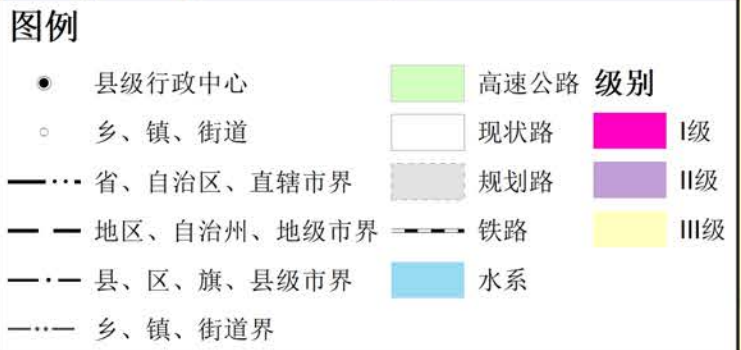 图例
县级行政中心 高速公路 级别
乡、镇、街道 现状路 I级
省、自治区、直辖市界 规划路 II级
地区、自治州、地级市界 铁路 III级
县、区、旗、县级市界 水系
乡、镇、街道界